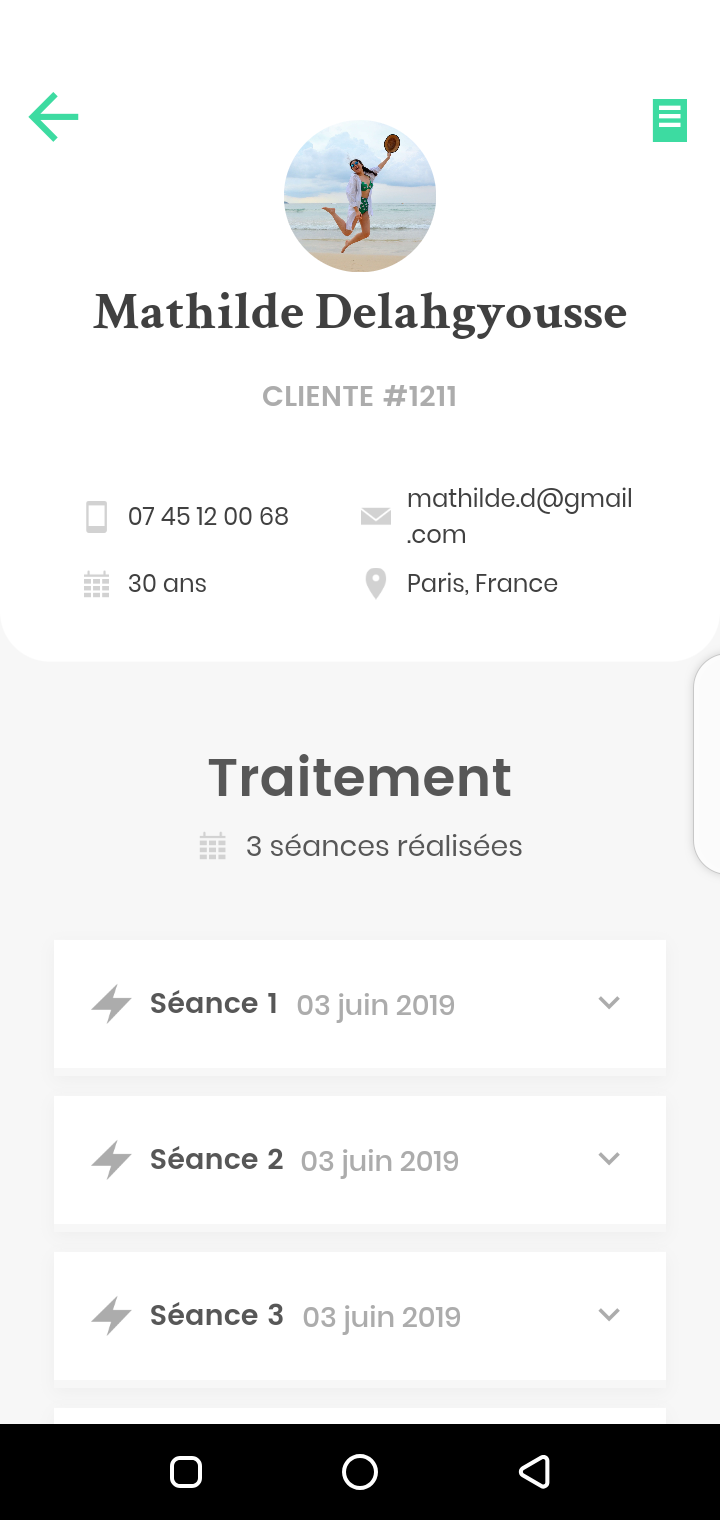 Mathilde Delahgyousse
CLIENTE #1211
07 45 12 00 68
mathilde.d@gmail
.com
30 ans
Paris, France
Traitement
3 séances réalisées
Séance 1 03 juin 2019
Séance 2 03 juin 2019
Séance 3 03 juin 2019